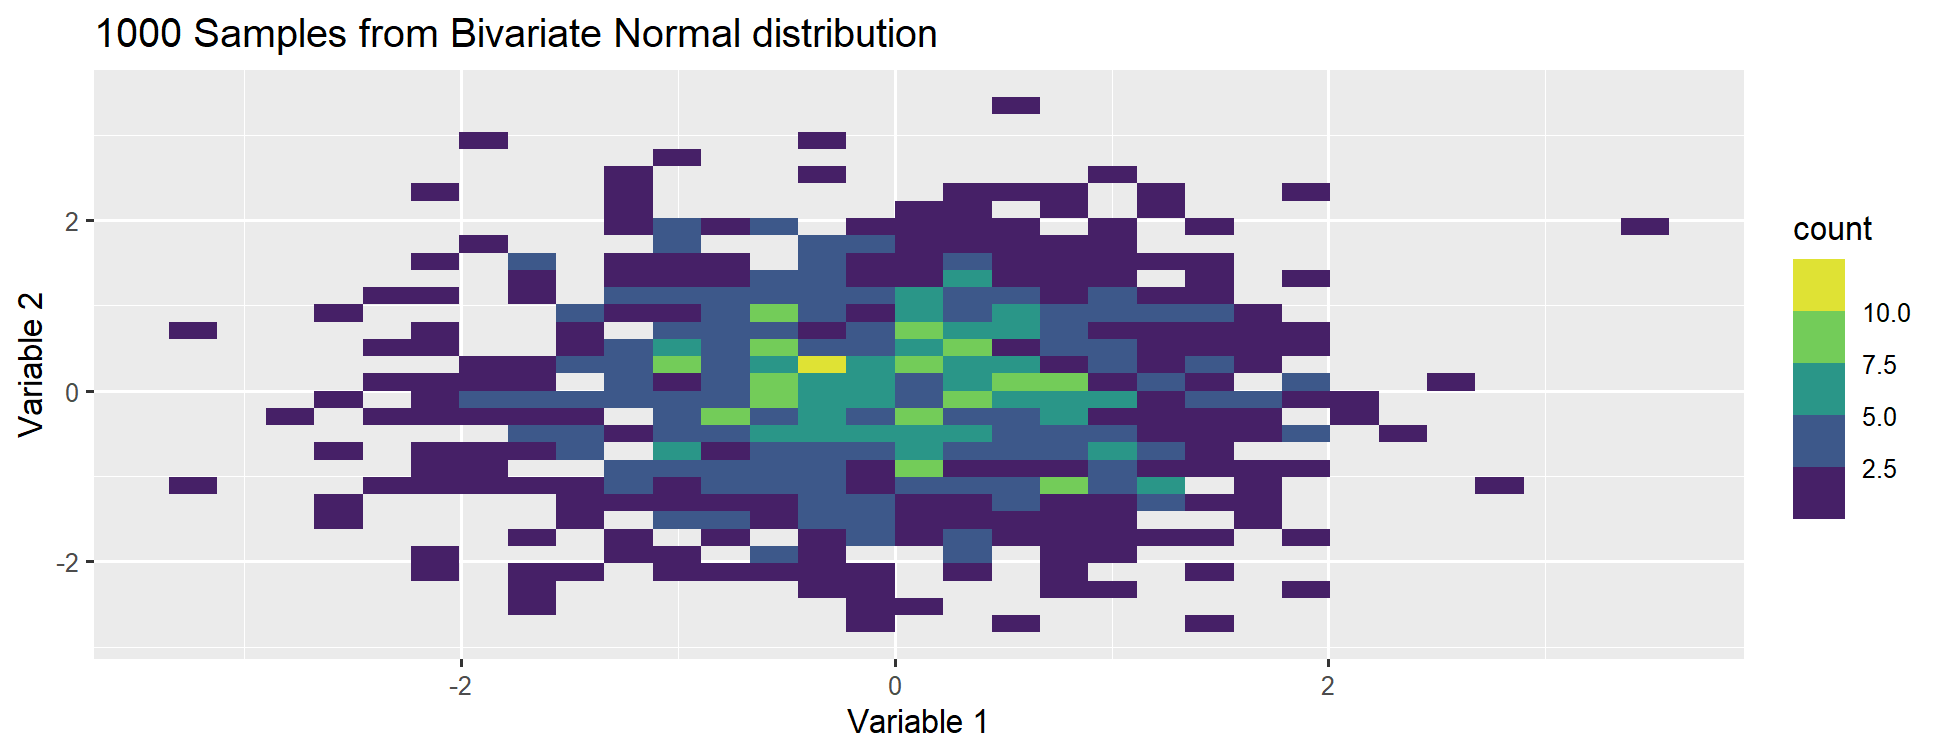 1000 Samples from Bivariate Normal distribution
Variable 2
2
0
-2
-2
0
2
Variable 1
count
10.0
7.5
5.0
2.5